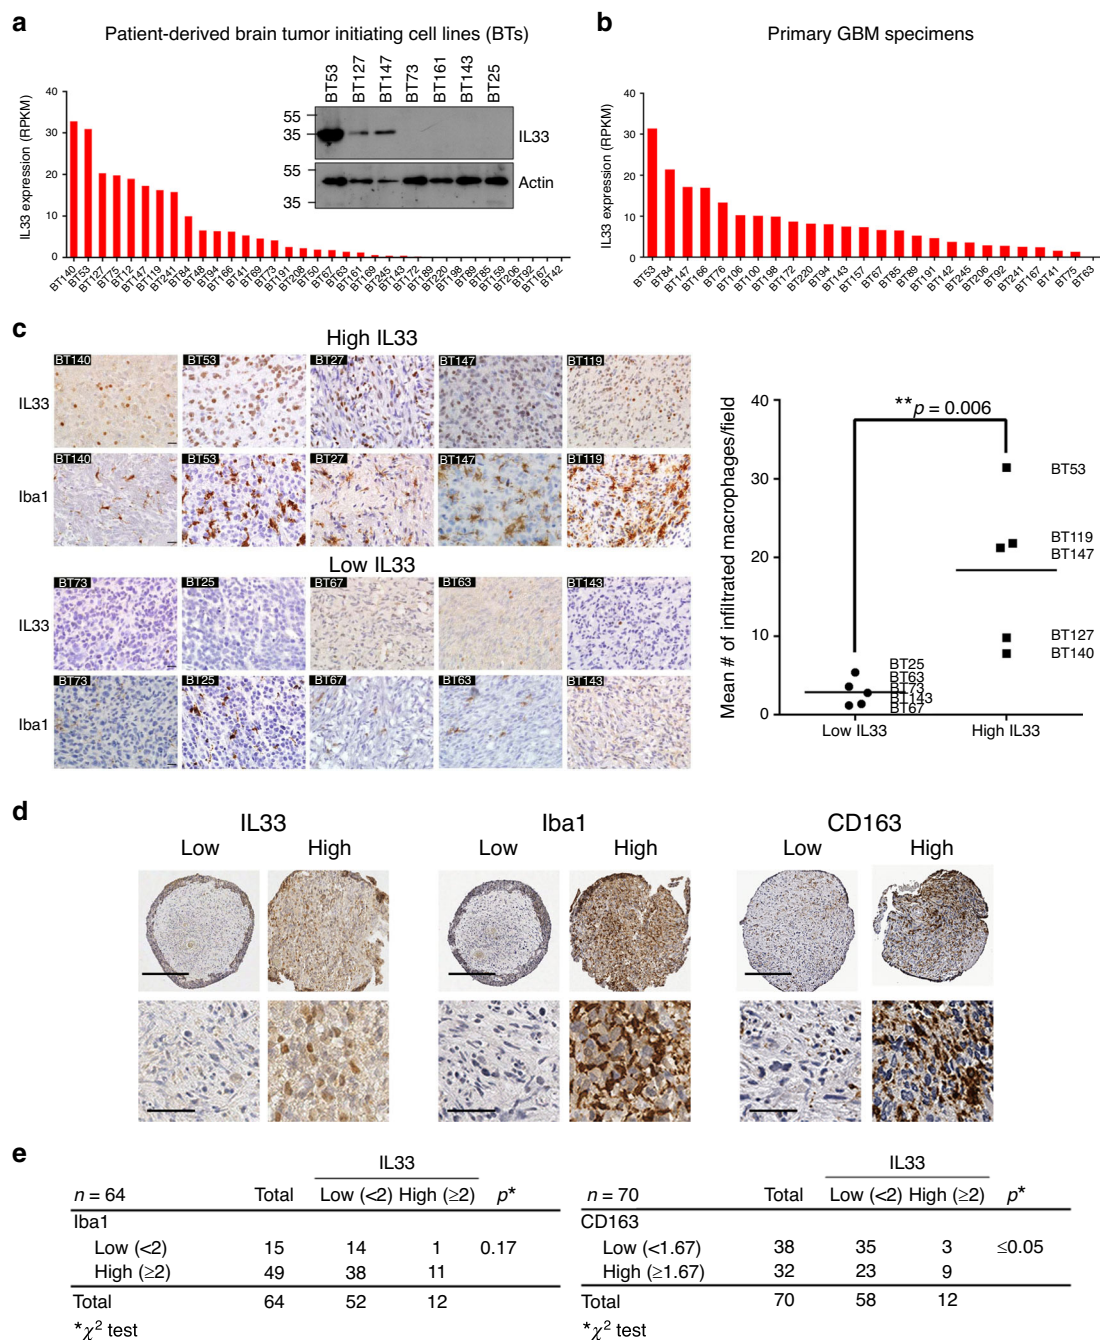 a
Patient-derived brain tumor initiating cell lines (BTs)
IL33 expression (RPKM)
40
30
20
10
0
BT140 BT53 BT127 BT75 BT12 BT147 BT119 BT241 BT84 BT48 BT94 BT166 BT41 BT69 BT73 BT191 BT208 BT50 BT67 BT63 BT161 BT169 BT245 BT143 BT172 BT189 BT220 BT198 BT89 BT85 BT159 BT206 BT92 BT167 BT42
BT53 BT127 BT147 BT73 BT161 BT143 BT25
55
35
IL33
55
35
Actin
b
Primary GBM specimens
IL33 expression (RPKM)
40
30
20
10
0
BT53 BT84 BT147 BT166 BT76 BT106 BT100 BT198 BT172 BT220 BT94 BT143 BT157 BT67 BT85 BT89 BT191 BT142 BT245 BT206 BT92 BT241 BT167 BT41 BT75 BT63
c
High IL33
IL33
BT140 BT53 BT27 BT147 BT119
Iba1
BT140 BT53 BT27 BT147 BT119
Low IL33
IL33
BT73 BT25 BT67 BT63 BT143
Iba1
BT73 BT25 BT67 BT63 BT143
Mean # of infiltrated macrophages/field
40
30
20
10
0
**p = 0.006
BT53
BT119
BT147
BT127
BT140
BT25
BT63
BT73
BT143
BT67
Low IL33 High IL33
d
IL33 Iba1 CD163
Low High Low High Low High
e
IL33
n = 64 Total Low (<2) High (≥2) p*
Iba1
Low (<2) 15 14 1 0.17
High (≥2) 49 38 11
Total 64 52 12
*χ² test
IL33
n = 70 Total Low (<2) High (≥2) p*
CD163
Low (<1.67) 38 35 3 ≤0.05
High (≥1.67) 32 23 9
Total 70 58 12
*χ² test